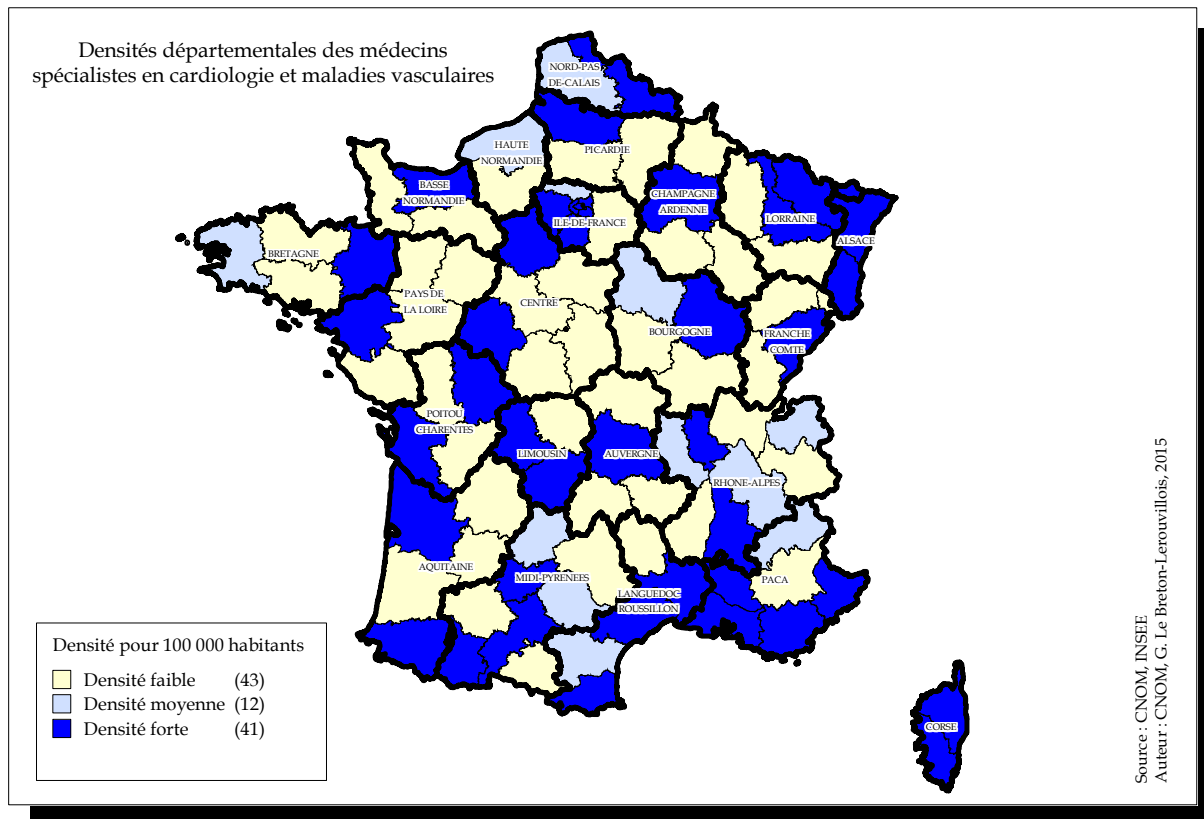 Densités départementales des médecins
spécialistes en cardiologie et maladies vasculaires
NORD-PAS
DE-CALAIS
HAUTE
NORMANDIE
PICARDIE
BASSE
NORMANDIE
CHAMPAGNE
ARDENNE
ILE-DE-FRANCE
LORRAINE
ALSACE
BRETAGNE
PAYS DE
LA LOIRE
CENTRE
BOURGOGNE
FRANCHE
COMTE
POITOU
CHARENTES
LIMOUSIN
AUVERGNE
RHONE-ALPES
AQUITAINE
MIDI-PYRENEES
LANGUEDOC-
ROUSSILLON
PACA
CORSE
Densité pour 100 000 habitants
Densité faible (43)
Densité moyenne (12)
Densité forte (41)
Source : CNOM, INSEE
Auteur : CNOM, G. Le Breton-Lerouvillois, 2015